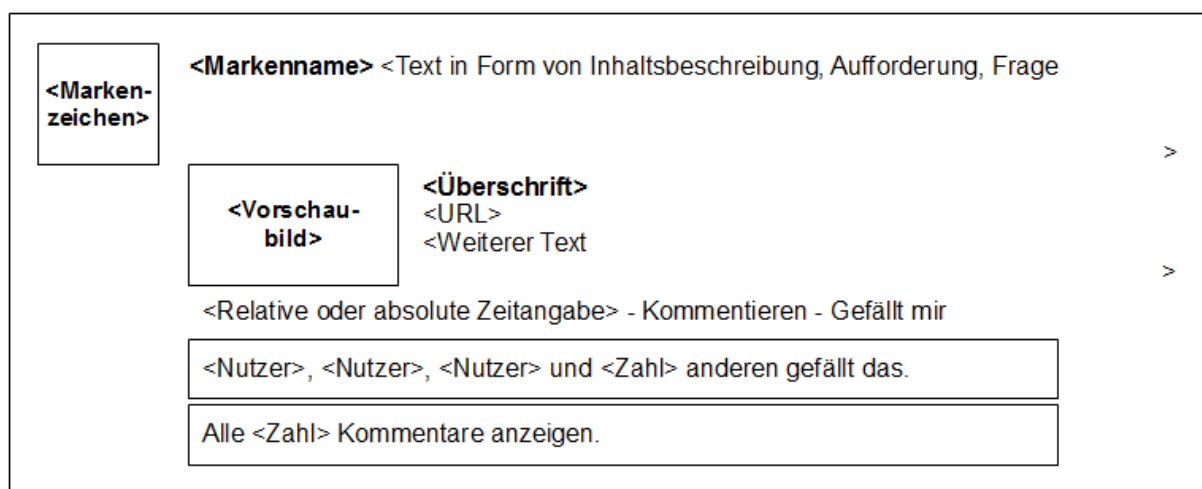 <Marken-
zeichen>
<Markenname> <Text in Form von Inhaltsbeschreibung, Aufforderung, Frage
>
<Vorschau-
bild>
<Überschrift>
<URL>
<Weiterer Text
>
<Relative oder absolute Zeitangabe> - Kommentieren - Gefällt mir
<Nutzer>, <Nutzer>, <Nutzer> und <Zahl> anderen gefällt das.
Alle <Zahl> Kommentare anzeigen.